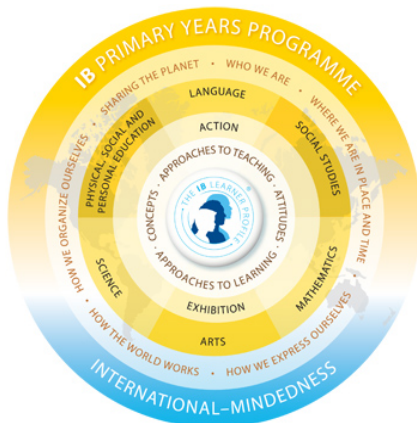 IB PRIMARY YEARS PROGRAMME
SHARING THE PLANET • WHO WE ARE • WHERE WE ARE IN PLACE AND TIME • HOW WE EXPRESS OURSELVES • HOW THE WORLD WORKS • HOW WE ORGANIZE OURSELVES •
LANGUAGE
SOCIAL STUDIES
MATHEMATICS
ARTS
SCIENCE
PHYSICAL, SOCIAL AND
PERSONAL EDUCATION
ACTION
EXHIBITION
APPROACHES TO TEACHING · ATTITUDES · APPROACHES TO LEARNING · CONCEPTS ·
THE IB LEARNER PROFILE
®
INTERNATIONAL–MINDEDNESS